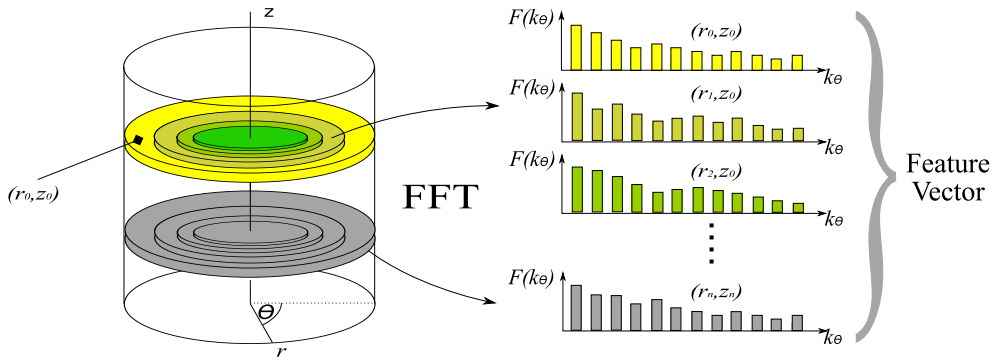 z
(r₀,z₀)
θ
r
FFT
F(kθ)
(r₀,z₀)
kθ
F(kθ)
(r₁,z₀)
kθ
F(kθ)
(r₂,z₀)
kθ
F(kθ)
(rₙ,zₙ)
kθ
Feature
Vector